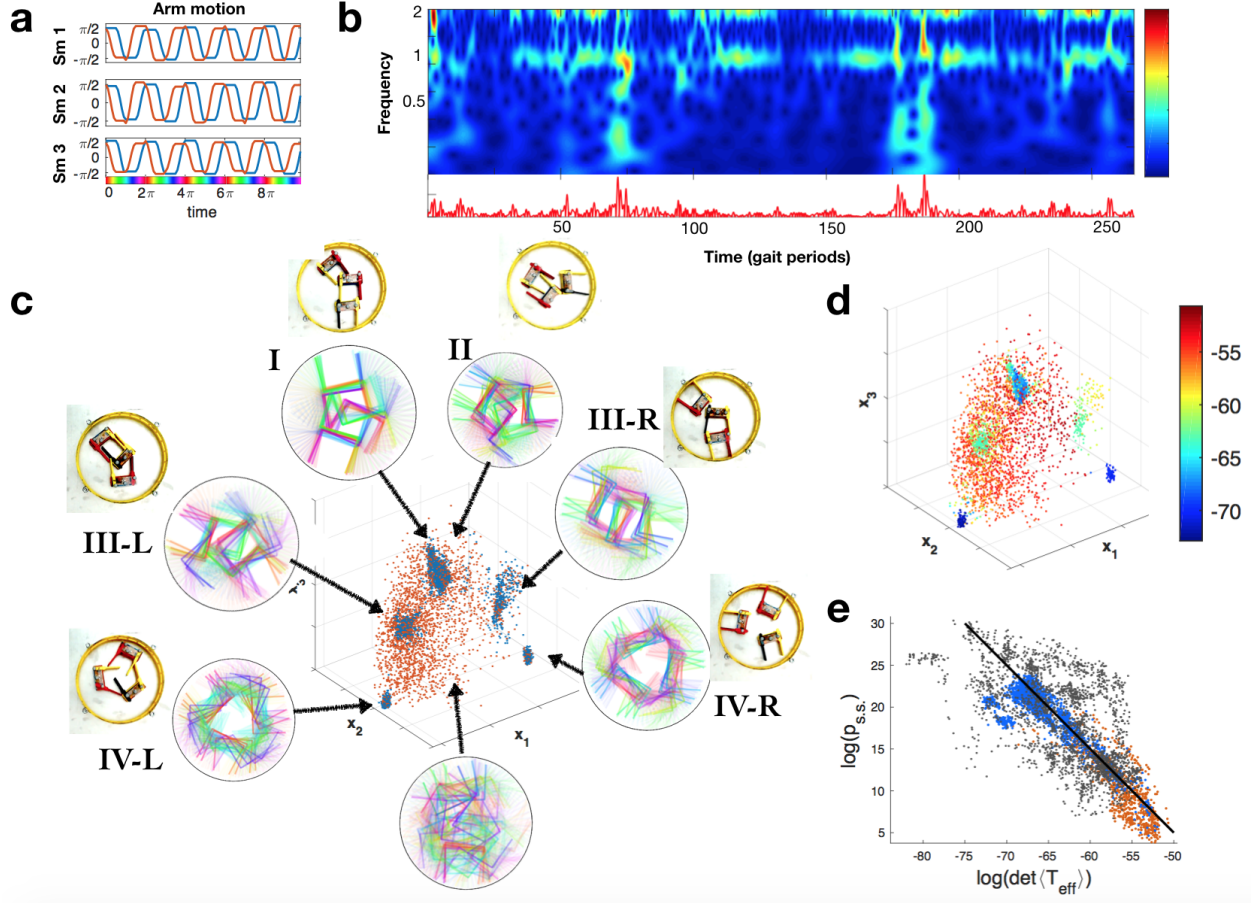 a
Arm motion
Sm 1
π/2
0
-π/2
Sm 2
π/2
0
-π/2
Sm 3
π/2
0
-π/2
0 2π 4π 6π 8π
time
b
Frequency
2
1
0.5
50 100 150 200 250
Time (gait periods)
c
I
II
III-R
III-L
IV-R
IV-L
x₂
x₁
d
x₃
x₂
x₁
-55
-60
-65
-70
e
log(p_s.s.)
30
25
20
15
10
5
-80 -75 -70 -65 -60 -55 -50
log(det⟨T_eff⟩)